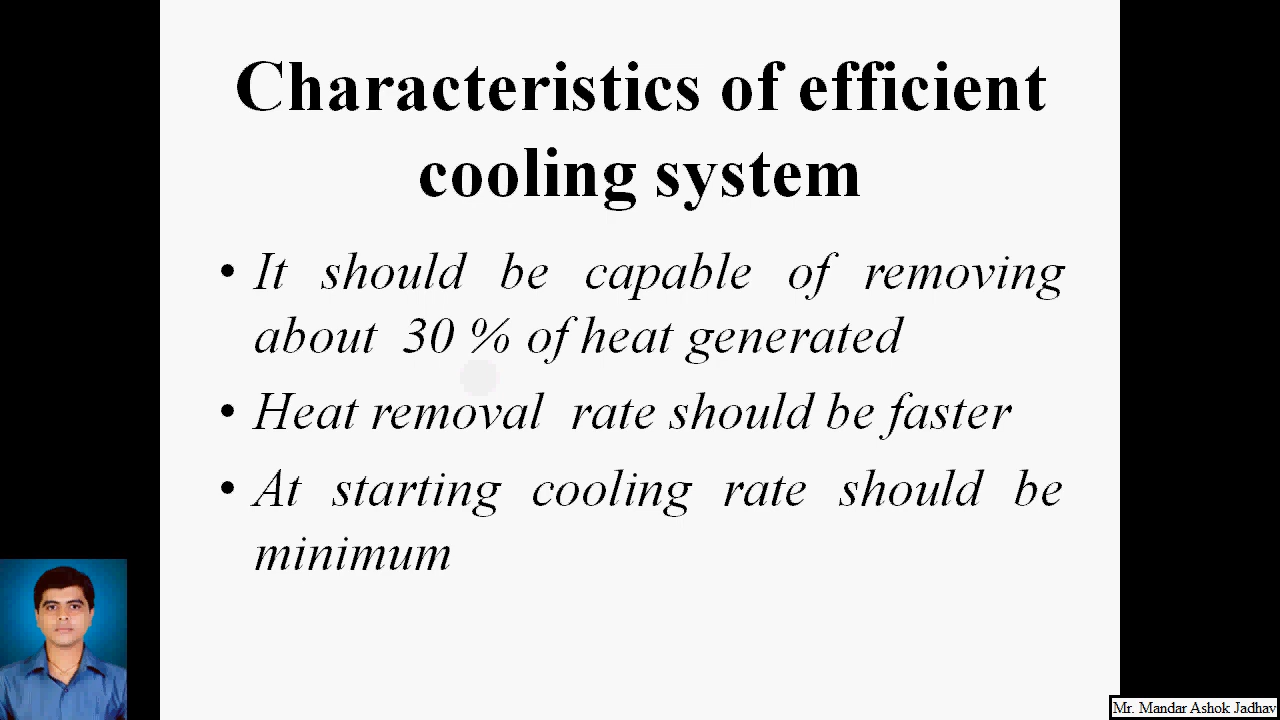 Characteristics of efficient
cooling system
• It should be capable of removing
about 30 % of heat generated
• Heat removal rate should be faster
• At starting cooling rate should be
minimum
Mr. Mandar Ashok Jadhav